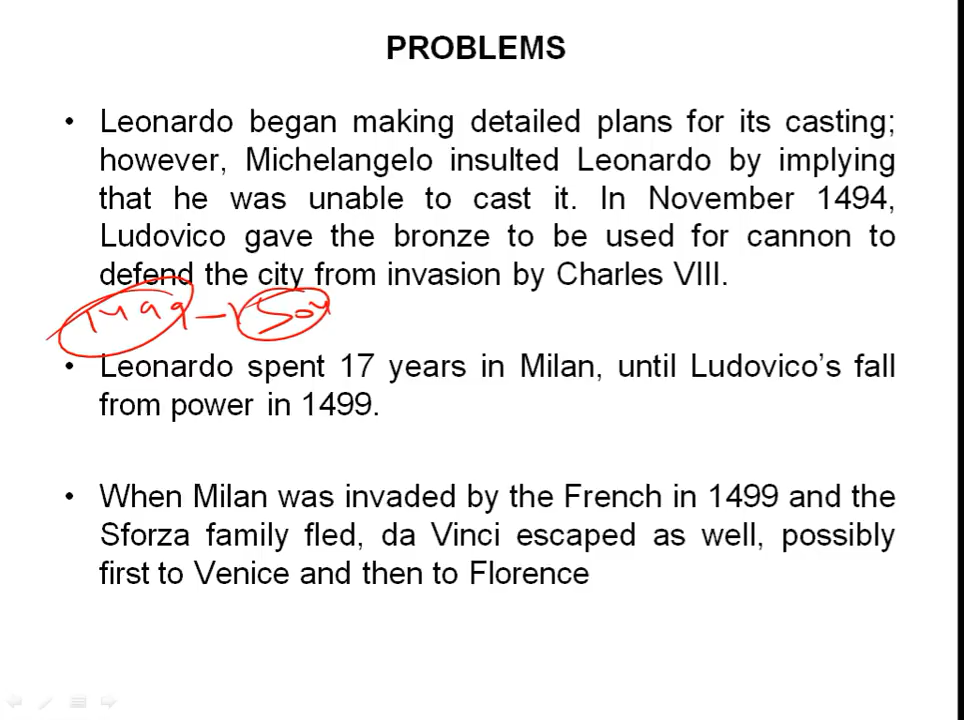 PROBLEMS
• Leonardo began making detailed plans for its casting;
however, Michelangelo insulted Leonardo by implying
that he was unable to cast it. In November 1494,
Ludovico gave the bronze to be used for cannon to
defend the city from invasion by Charles VIII.
1499 – 1504
• Leonardo spent 17 years in Milan, until Ludovico’s fall
from power in 1499.
• When Milan was invaded by the French in 1499 and the
Sforza family fled, da Vinci escaped as well, possibly
first to Venice and then to Florence